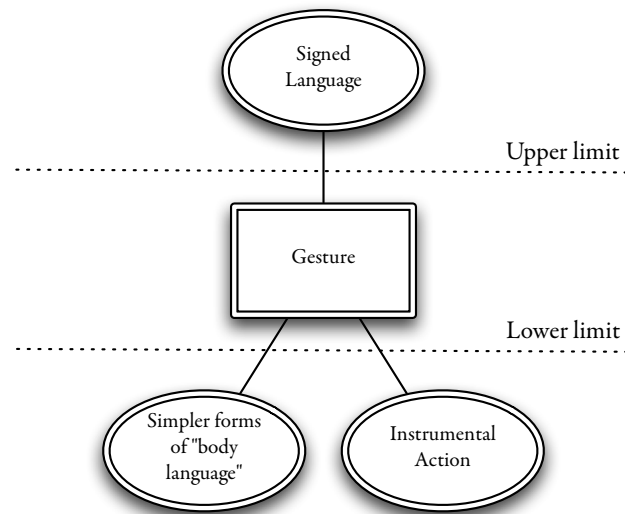 Signed
Language
Upper limit
Gesture
Lower limit
Simpler forms
of "body
language"
Instrumental
Action